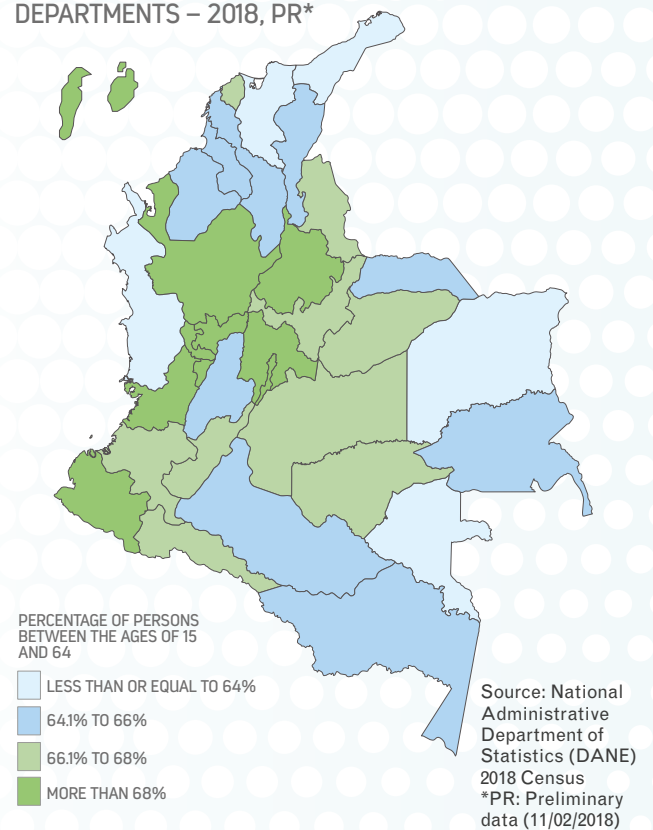 DEPARTMENTS – 2018, PR*
PERCENTAGE OF PERSONS
BETWEEN THE AGES OF 15
AND 64
LESS THAN OR EQUAL TO 64%
64.1% TO 66%
66.1% TO 68%
MORE THAN 68%
Source: National
Administrative
Department of
Statistics (DANE)
2018 Census
*PR: Preliminary
data (11/02/2018)